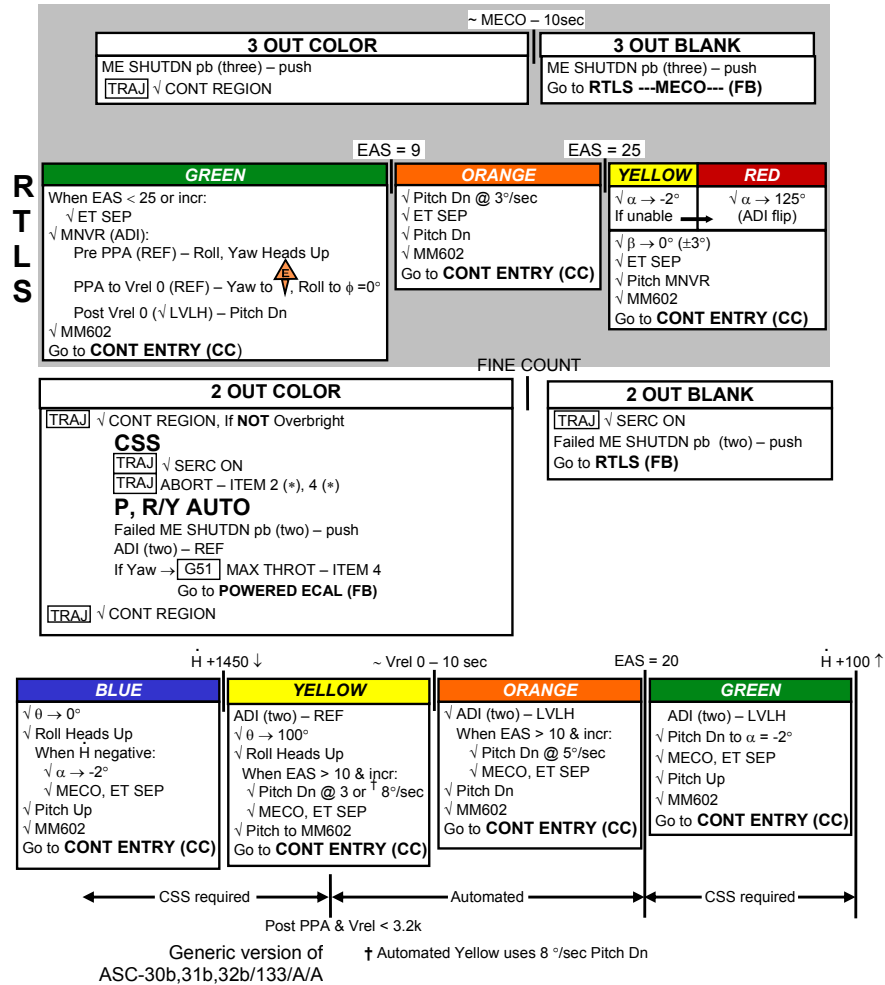 ~ MECO – 10sec
3 OUT COLOR
ME SHUTDN pb (three) – push
TRAJ √ CONT REGION
3 OUT BLANK
ME SHUTDN pb (three) – push
Go to RTLS ---MECO--- (FB)
RTLS
EAS = 9
EAS = 25
GREEN
When EAS < 25 or incr:
√ ET SEP
√ MNVR (ADI):
Pre PPA (REF) – Roll, Yaw Heads Up
E
PPA to Vrel 0 (REF) – Yaw to , Roll to ϕ =0°
Post Vrel 0 (√ LVLH) – Pitch Dn
√ MM602
Go to CONT ENTRY (CC)
ORANGE
√ Pitch Dn @ 3°/sec
√ ET SEP
√ Pitch Dn
√ MM602
Go to CONT ENTRY (CC)
YELLOW
RED
√ α → -2°
If unable
√ α → 125°
(ADI flip)
√ β → 0° (±3°)
√ ET SEP
√ Pitch MNVR
√ MM602
Go to CONT ENTRY (CC)
FINE COUNT
2 OUT COLOR
TRAJ √ CONT REGION, If NOT Overbright
CSS
TRAJ √ SERC ON
TRAJ ABORT – ITEM 2 (∗), 4 (∗)
P, R/Y AUTO
Failed ME SHUTDN pb (two) – push
ADI (two) – REF
If Yaw → G51 MAX THROT – ITEM 4
Go to POWERED ECAL (FB)
TRAJ √ CONT REGION
2 OUT BLANK
TRAJ √ SERC ON
Failed ME SHUTDN pb (two) – push
Go to RTLS (FB)
Ḣ +1450 ↓
~ Vrel 0 – 10 sec
EAS = 20
Ḣ +100 ↑
BLUE
√ θ → 0°
√ Roll Heads Up
When Ḣ negative:
√ α → -2°
√ MECO, ET SEP
√ Pitch Up
√ MM602
Go to CONT ENTRY (CC)
YELLOW
ADI (two) – REF
√ θ → 100°
√ Roll Heads Up
When EAS > 10 & incr:
√ Pitch Dn @ 3 or † 8°/sec
√ MECO, ET SEP
√ Pitch to MM602
Go to CONT ENTRY (CC)
ORANGE
√ ADI (two) – LVLH
When EAS > 10 & incr:
√ Pitch Dn @ 5°/sec
√ MECO, ET SEP
√ Pitch Dn
√ MM602
Go to CONT ENTRY (CC)
GREEN
ADI (two) – LVLH
√ Pitch Dn to α = -2°
√ MECO, ET SEP
√ Pitch Up
√ MM602
Go to CONT ENTRY (CC)
CSS required
Automated
CSS required
Post PPA & Vrel < 3.2k
Generic version of
ASC-30b,31b,32b/133/A/A
† Automated Yellow uses 8 °/sec Pitch Dn